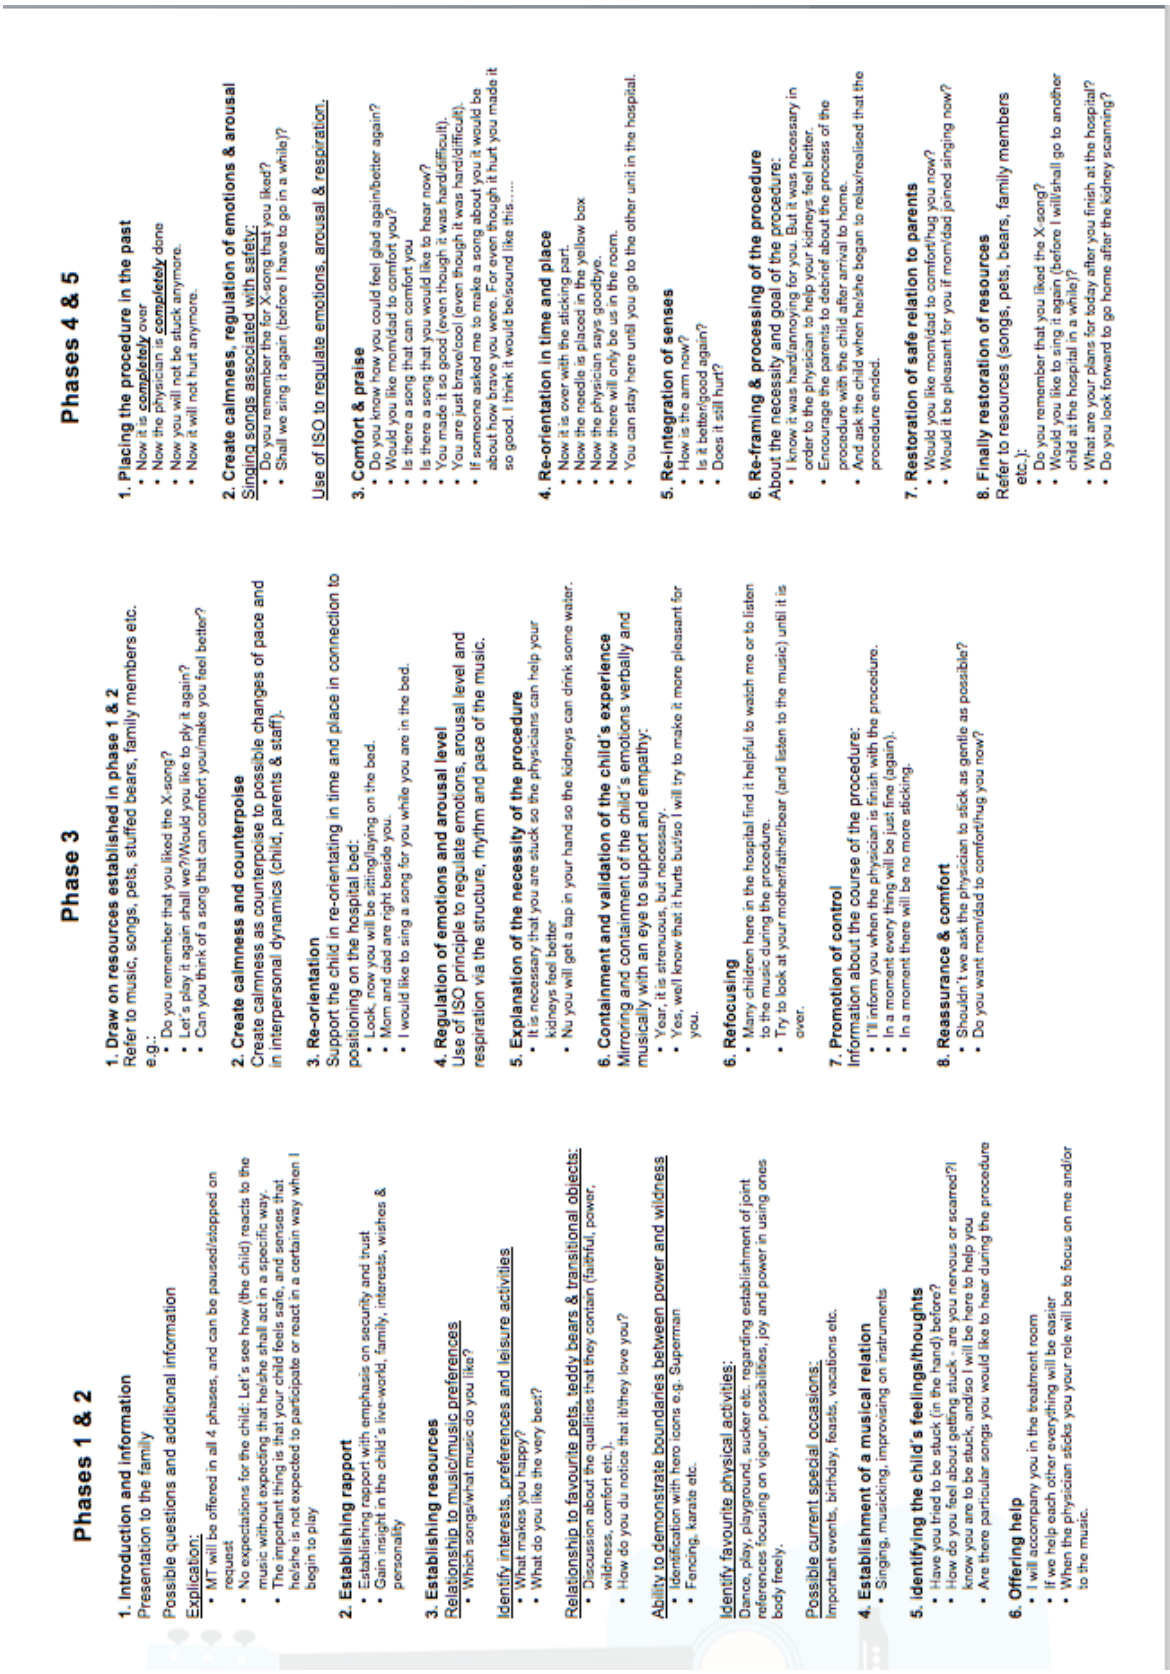 Phases 1 & 2
1. Introduction and information
Presentation to the family
Possible questions and additional information
Explication:
• MT will be offered in all 4 phases, and can be paused/stopped on
request
• No expectations for the child: Let´s see how (the child) reacts to the
music without expecting that he/she shall act in a specific way.
• The important thing is that your child feels safe, and senses that
he/she is not expected to participate or react in a certain way when I
begin to play
2. Establishing rapport
• Establishing rapport with emphasis on security and trust
• Gain insight in the child´s live-world, family, interests, wishes &
personality
3. Establishing resources
Relationship to music/music preferences
• Which songs/what music do you like?
Identify interests, preferences and leisure activities
• What makes you happy?
• What do you like the very best?
Relationship to favourite pets, teddy bears & transitional objects:
• Discussion about the qualities that they contain (faithful, power,
wildness, comfort etc.).
• How do you du notice that it/they love you?
Ability to demonstrate boundaries between power and wildness
• Identification with hero icons e.g. Superman
• Fencing, karate etc.
Identify favourite physical activities:
Dance, play, playground, sucker etc. regarding establishment of joint
references focusing on vigour, possibilities, joy and power in using ones
body freely.
Possible current special occasions:
Important events, birthday, feasts, vacations etc.
4. Establishment of a musical relation
• Singing, musicking, improvising on instruments
5. identifying the child´s feelings/thoughts
• Have you tried to be stuck (in the hand) before?
• How do you feel about getting stuck - are you nervous or scarred?I
know you are to be stuck, and/so I will be here to help you
• Are there particular songs you would like to hear during the procedure
6. Offering help
• I will accompany you in the treatment room
• If we help each other everything will be easier
• When the physician sticks you your role will be to focus on me and/or
to the music.
Phase 3
1. Draw on resources established in phase 1 & 2
Refer to music, songs, pets, stuffed bears, family members etc.
e.g.:
• Do you remember that you liked the X-song?
• Let´s play it again shall we?/Would you like to ply it again?
• Can you think of a song that can comfort you/make you feel better?
2. Create calmness and counterpoise
Create calmness as counterpoise to possible changes of pace and
in interpersonal dynamics (child, parents & staff).
3. Re-orientation
Support the child in re-orientating in time and place in connection to
positioning on the hospital bed:
• Look, now you will be sitting/laying on the bed.
• Mom and dad are right beside you.
• I would like to sing a song for you while you are in the bed.
4. Regulation of emotions and arousal level
Use of ISO principle to regulate emotions, arousal level and
respiration via the structure, rhythm and pace of the music.
5. Explanation of the necessity of the procedure
• It is necessary that you are stuck so the physicians can help your
kidneys feel better
• Nu you will get a tap in your hand so the kidneys can drink some water.
6. Containment and validation of the child´s experience
Mirroring and containment of the child´s emotions verbally and
musically with an eye to support and empathy:
• Year, it is strenuous, but necessary.
• Yes, we/I know that it hurts but/so I will try to make it more pleasant for
you.
6. Refocusing
• Many children here in the hospital find it helpful to watch me or to listen
to the music during the procedure.
• Try to look at your mother/father/bear (and listen to the music) until it is
over.
7. Promotion of control
Information about the course of the procedure:
• I´ll inform you when the physician is finish with the procedure.
• In a moment every thing will be just fine (again).
• In a moment there will be no more sticking.
8. Reassurance & comfort
• Shouldn´t we ask the physician to stick as gentle as possible?
• Do you want mom/dad to comfort/hug you now?
Phases 4 & 5
1. Placing the procedure in the past
• Now it is completely over
• Now the physician is completely done
• Now you will not be stuck anymore.
• Now it will not hurt anymore.
2. Create calmness, regulation of emotions & arousal
Singing songs associated with safety:
• Do you remember the for X-song that you liked?
• Shall we sing it again (before I have to go in a while)?
Use of ISO to regulate emotions, arousal & respiration.
3. Comfort & praise
• Do you know how you could feel glad again/better again?
• Would you like mom/dad to comfort you?
• Is there a song that can comfort you
• Is there a song that you would like to hear now?
• You made it so good (even though it was hard/difficult).
• You are just brave/cool (even though it was hard/difficult).
• If someone asked me to make a song about you it would be
about how brave you were. For even though it hurt you made it
so good. I think it would be/sound like this......
4. Re-orientation in time and place
• Now it is over with the sticking part.
• Now the needle is placed in the yellow box
• Now the physician says goodbye.
• Now there will only be us in the room.
• You can stay here until you go to the other unit in the hospital.
5. Re-integration of senses
• How is the arm now?
• Is it better/good again?
• Does it still hurt?
6. Re-framing & processing of the procedure
About the necessity and goal of the procedure:
• I know it was hard/annoying for you. But it was necessary in
order to the physician to help your kidneys feel better.
• Encourage the parents to debrief about the process of the
procedure with the child after arrival to home.
• And ask the child when he/she began to relax/realised that the
procedure ended.
7. Restoration of safe relation to parents
• Would you like mom/dad to comfort/hug you now?
• Would it be pleasant for you if mom/dad joined singing now?
8. Finally restoration of resources
Refer to resources (songs, pets, bears, family members
etc.):
• Do you remember that you liked the X-song?
• Would you like to sing it again (before I will/shall go to another
child at the hospital in a while)?
• What are your plans for today after you finish at the hospital?
• Do you look forward to go home after the kidney scanning?